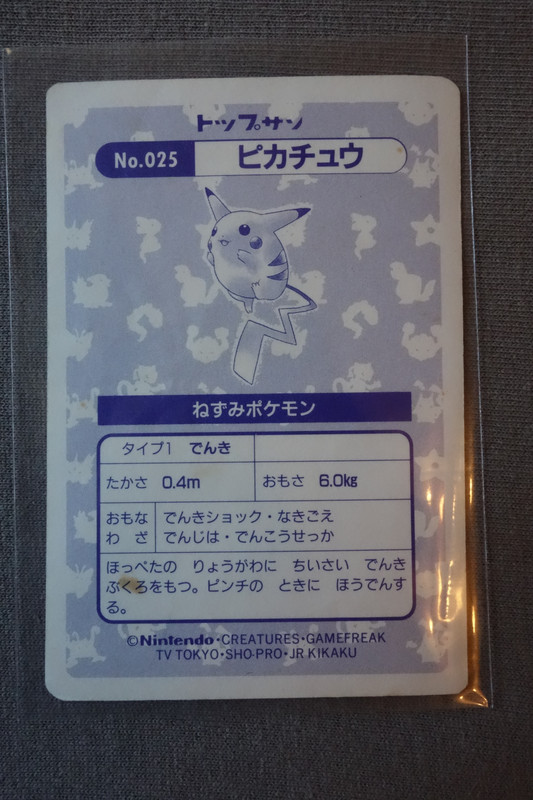 トップサン
No.025 ピカチュウ
ねずみポケモン
タイプ1 でんき
たかさ 0.4m おもさ 6.0kg
おもな でんきショック・なきごえ
わ ざ でんじは・でんこうせっか
ほっぺたの りょうがわに ちいさい でんき
ぶくろをもつ。ピンチの ときに ほうでんす
る。
©Nintendo・CREATURES・GAMEFREAK
TV TOKYO・SHO-PRO・JR KIKAKU